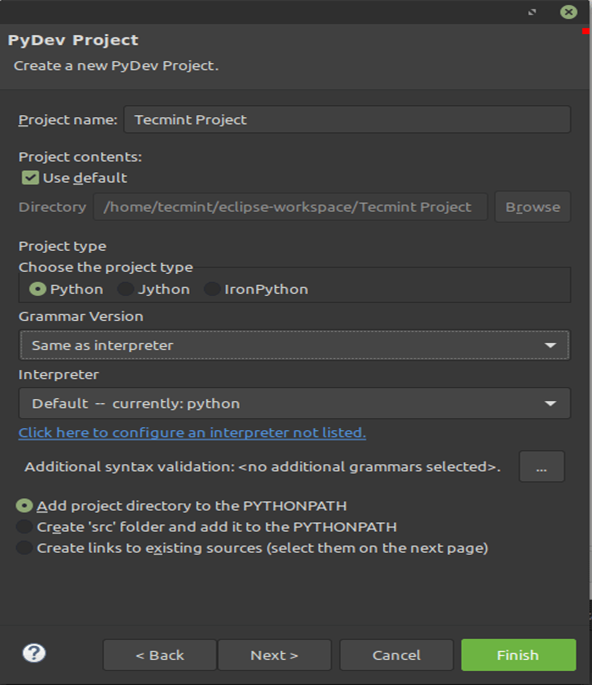 PyDev Project
Create a new PyDev Project.
Project name: Tecmint Project
Project contents:
Use default
Directory /home/tecmint/eclipse-workspace/Tecmint Project Browse
Project type
Choose the project type
Python Jython IronPython
Grammar Version
Same as interpreter
Interpreter
Default -- currently: python
Click here to configure an interpreter not listed.
Additional syntax validation: <no additional grammars selected>. ...
Add project directory to the PYTHONPATH
Create 'src' folder and add it to the PYTHONPATH
Create links to existing sources (select them on the next page)
? < Back Next > Cancel Finish